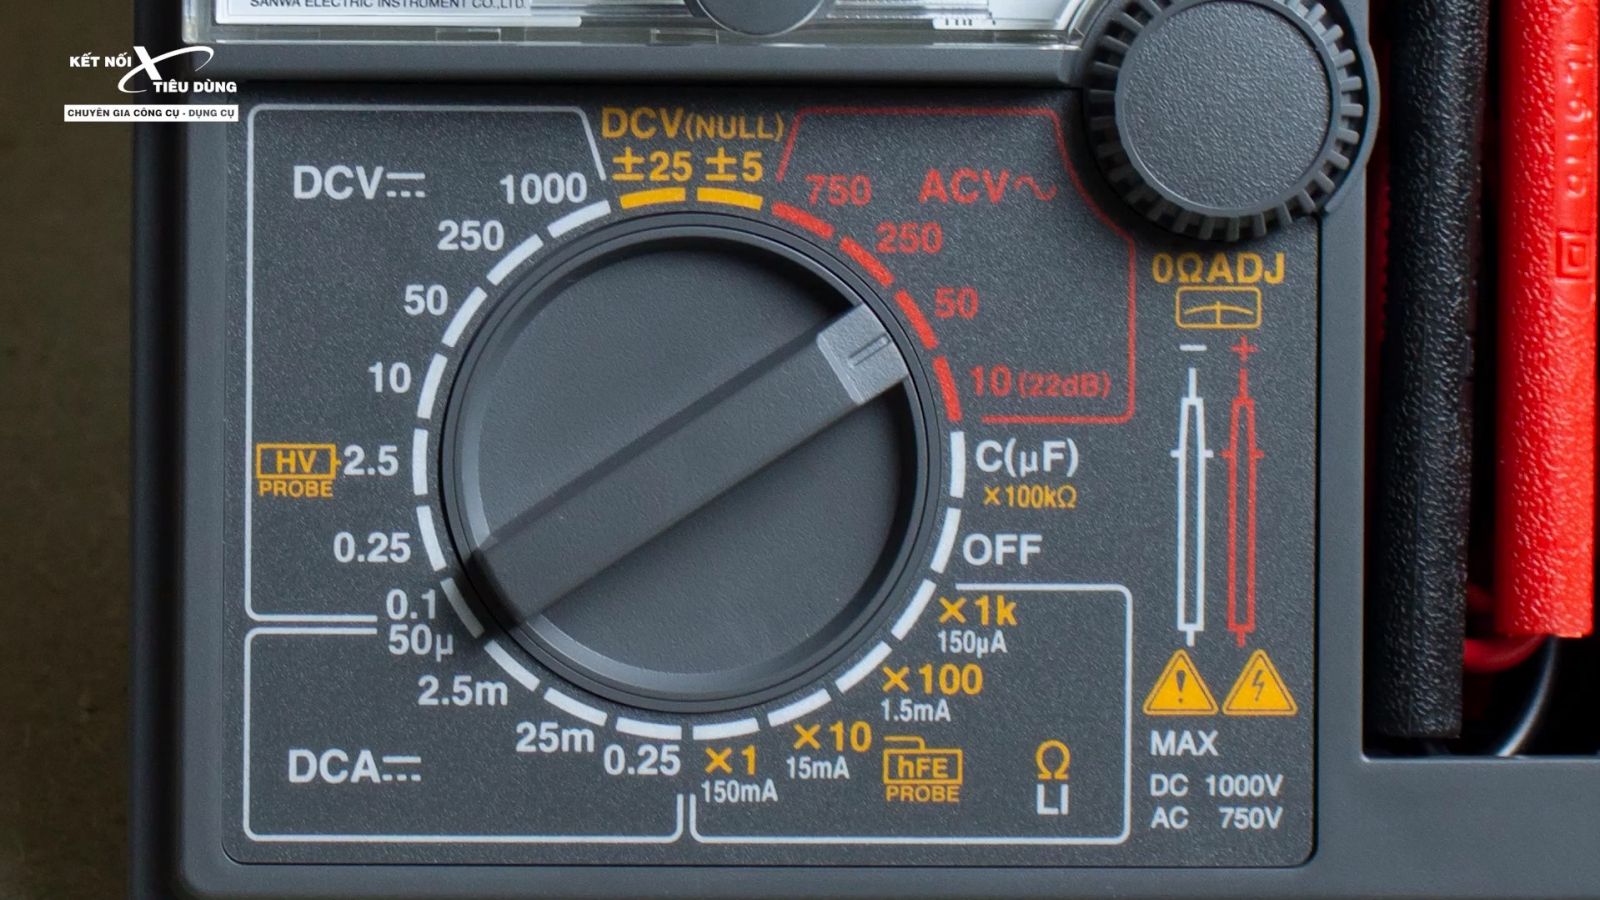 SANWA ELECTRIC INSTRUMENT CO.,LTD.
KẾT NỐI
TIÊU DÙNG
CHUYÊN GIA CÔNG CỤ - DỤNG CỤ
DCV(NULL)
±25 ±5
DCV
1000
250
50
10
HV
PROBE
2.5
0.25
0.1
50μ
2.5m
25m
0.25
DCA
750
ACV
250
50
10 (22dB)
C(μF)
×100kΩ
OFF
×1k
150μA
×100
1.5mA
×10
15mA
×1
150mA
hFE
PROBE
Ω
LI
0ΩADJ
− +
MAX
DC 1000V
AC 750V